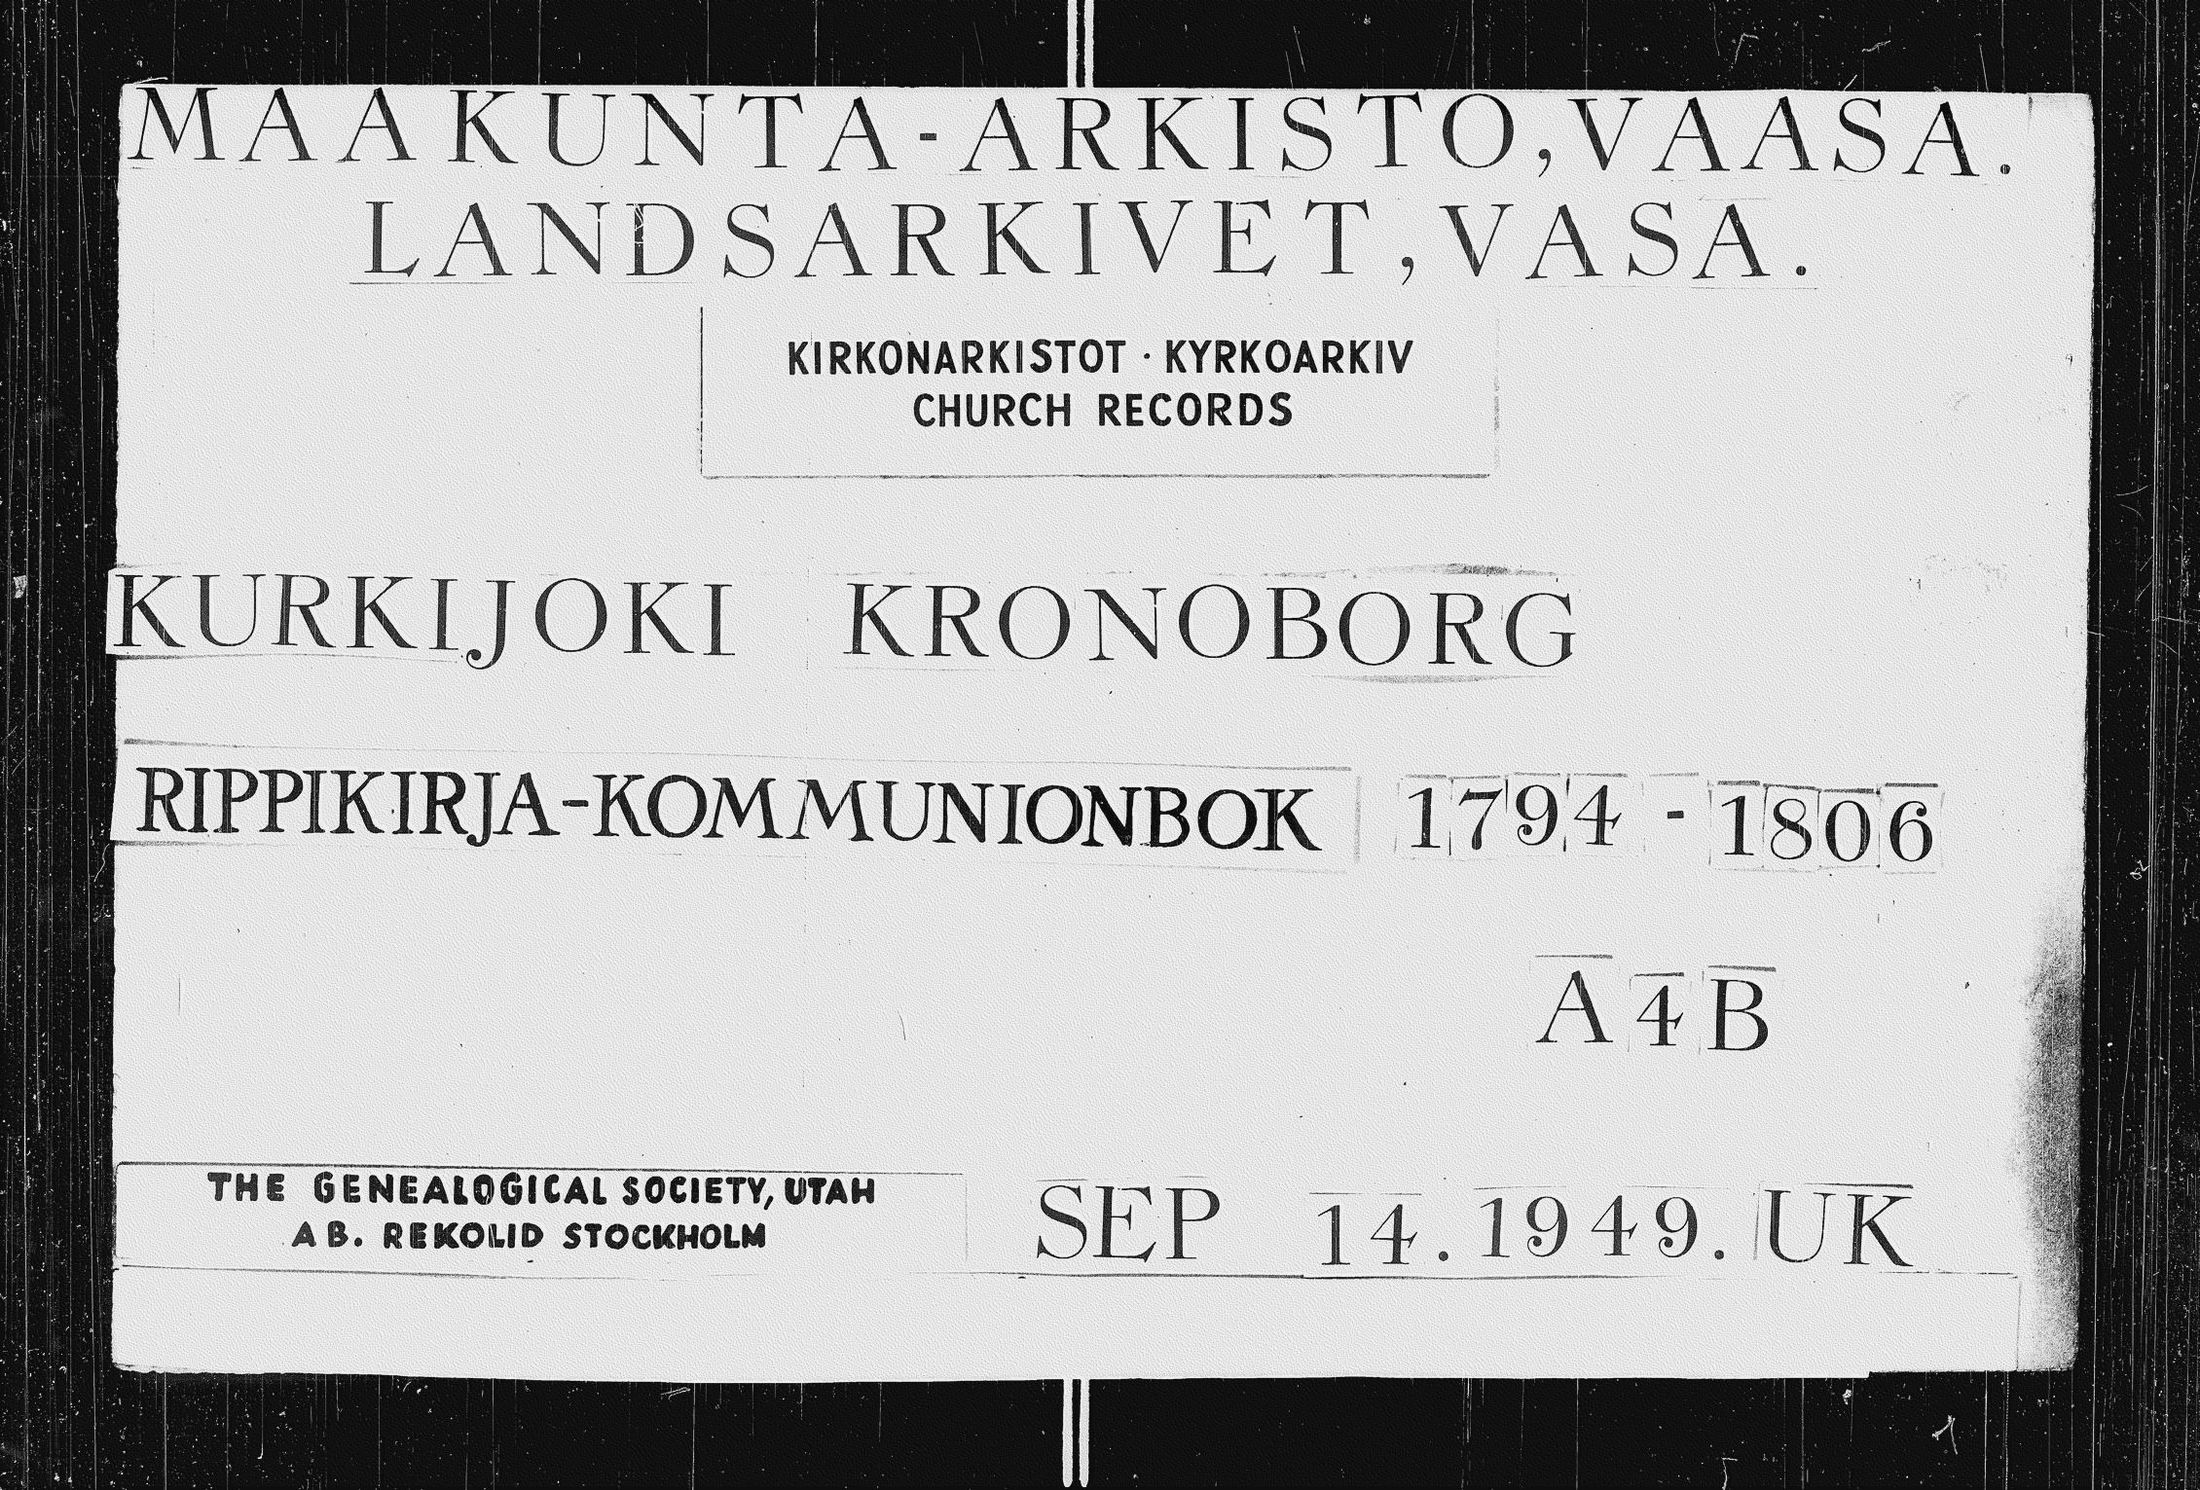 MAAKUNTA-ARKISTO, VAASA.
LANDSARKIVET, VASA.
KIRKONARKISTOT · KYRKOARKIV
CHURCH RECORDS
KURKIJOKI KRONOBORG
RIPPIKIRJA-KOMMUNIONBOK 1794 - 1806
A 4 B
THE GENEALOGICAL SOCIETY, UTAH
AB. REKOLID STOCKHOLM
SEP 14. 1949. UK